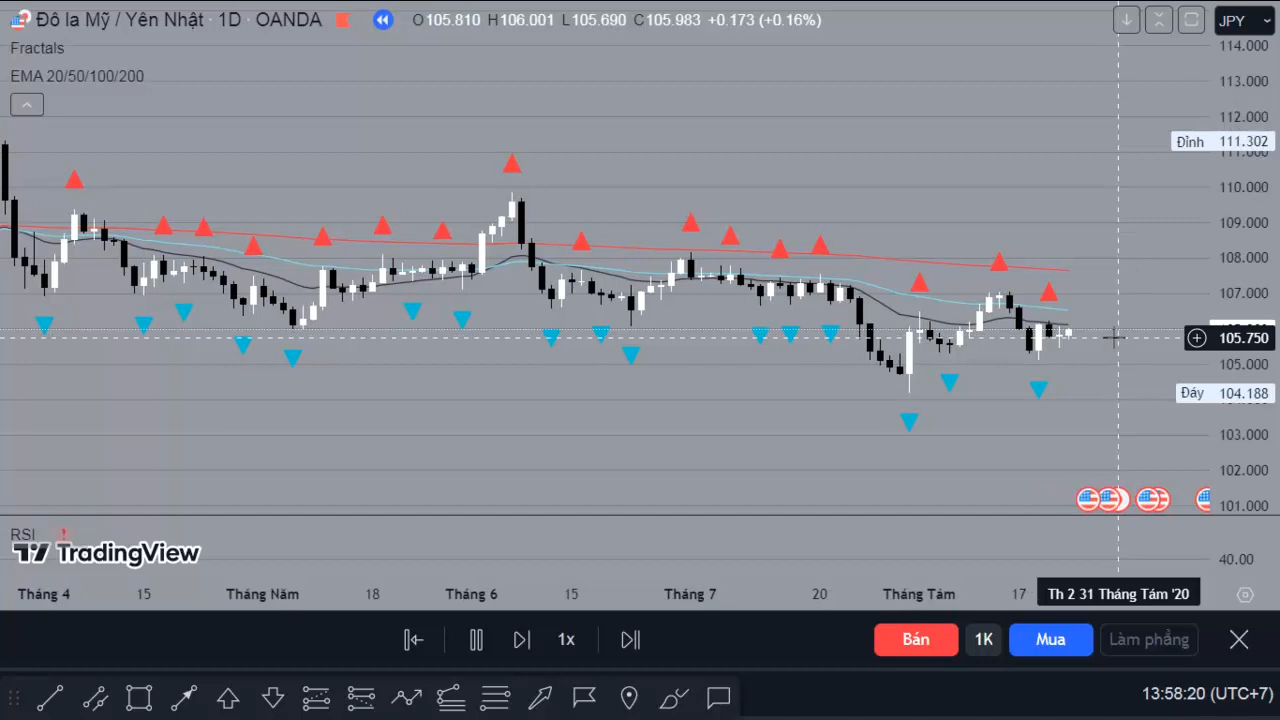 Đô la Mỹ / Yên Nhật · 1D · OANDA O105.810 H106.001 L105.690 C105.983 +0.173 (+0.16%) JPY
Fractals
EMA 20/50/100/200
114.000
113.000
112.000
Đỉnh 111.302
111.000
110.000
109.000
108.000
107.000
105.750
105.000
Đáy 104.188
103.000
102.000
101.000
RSI
TradingView
40.00
Tháng 4 15 Tháng Năm 18 Tháng 6 15 Tháng 7 20 Tháng Tám 17 Th 2 31 Tháng Tám '20
1x Bán 1K Mua Làm phẳng
13:58:20 (UTC+7)